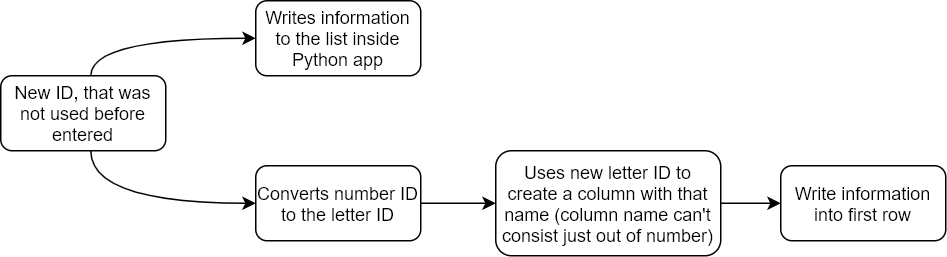 Writes information
to the list inside
Python app
New ID, that was
not used before
entered
Converts number ID
to the letter ID
Uses new letter ID to
create a column with that
name (column name can't
consist just out of number)
Write information
into first row